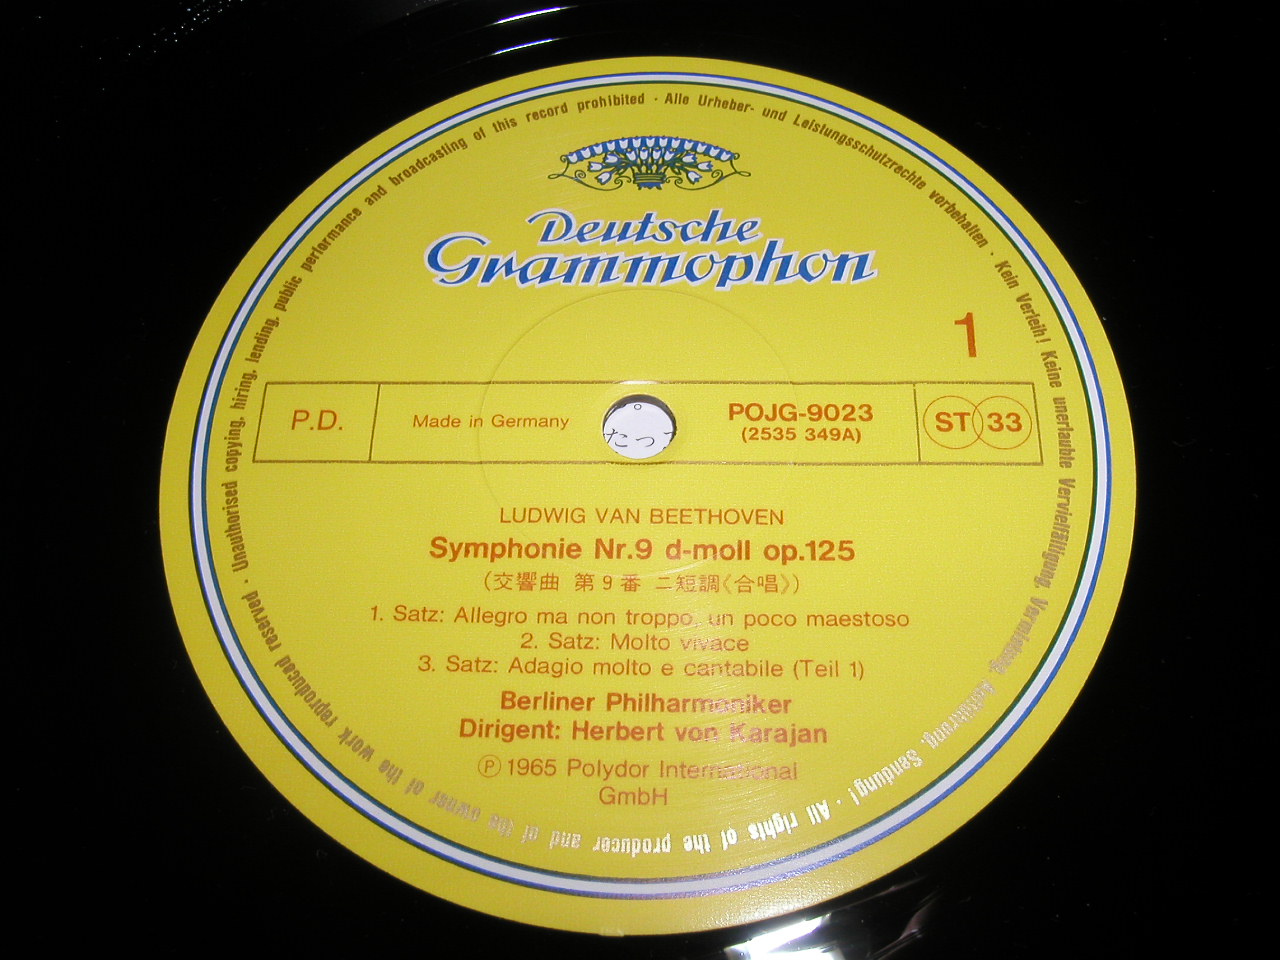 Deutsche
Grammophon
1
P.D.
Made in Germany
POJG-9023
(2535 349A)
ST 33
たっ
LUDWIG VAN BEETHOVEN
Symphonie Nr.9 d-moll op.125
(交響曲 第9番 ニ短調〈合唱〉)
1. Satz: Allegro ma non troppo, un poco maestoso
2. Satz: Molto vivace
3. Satz: Adagio molto e cantabile (Teil 1)
Berliner Philharmoniker
Dirigent: Herbert von Karajan
℗ 1965 Polydor International
GmbH
Alle Urheber- und Leistungsschutzrechte vorbehalten · Kein Verleih! Keine unerlaubte Vervielfältigung, Vermietung, Aufführung, Sendung! · All rights of the producer and of the owner of the work reproduced reserved · Unauthorised copying, hiring, lending, public performance and broadcasting of this record prohibited ·